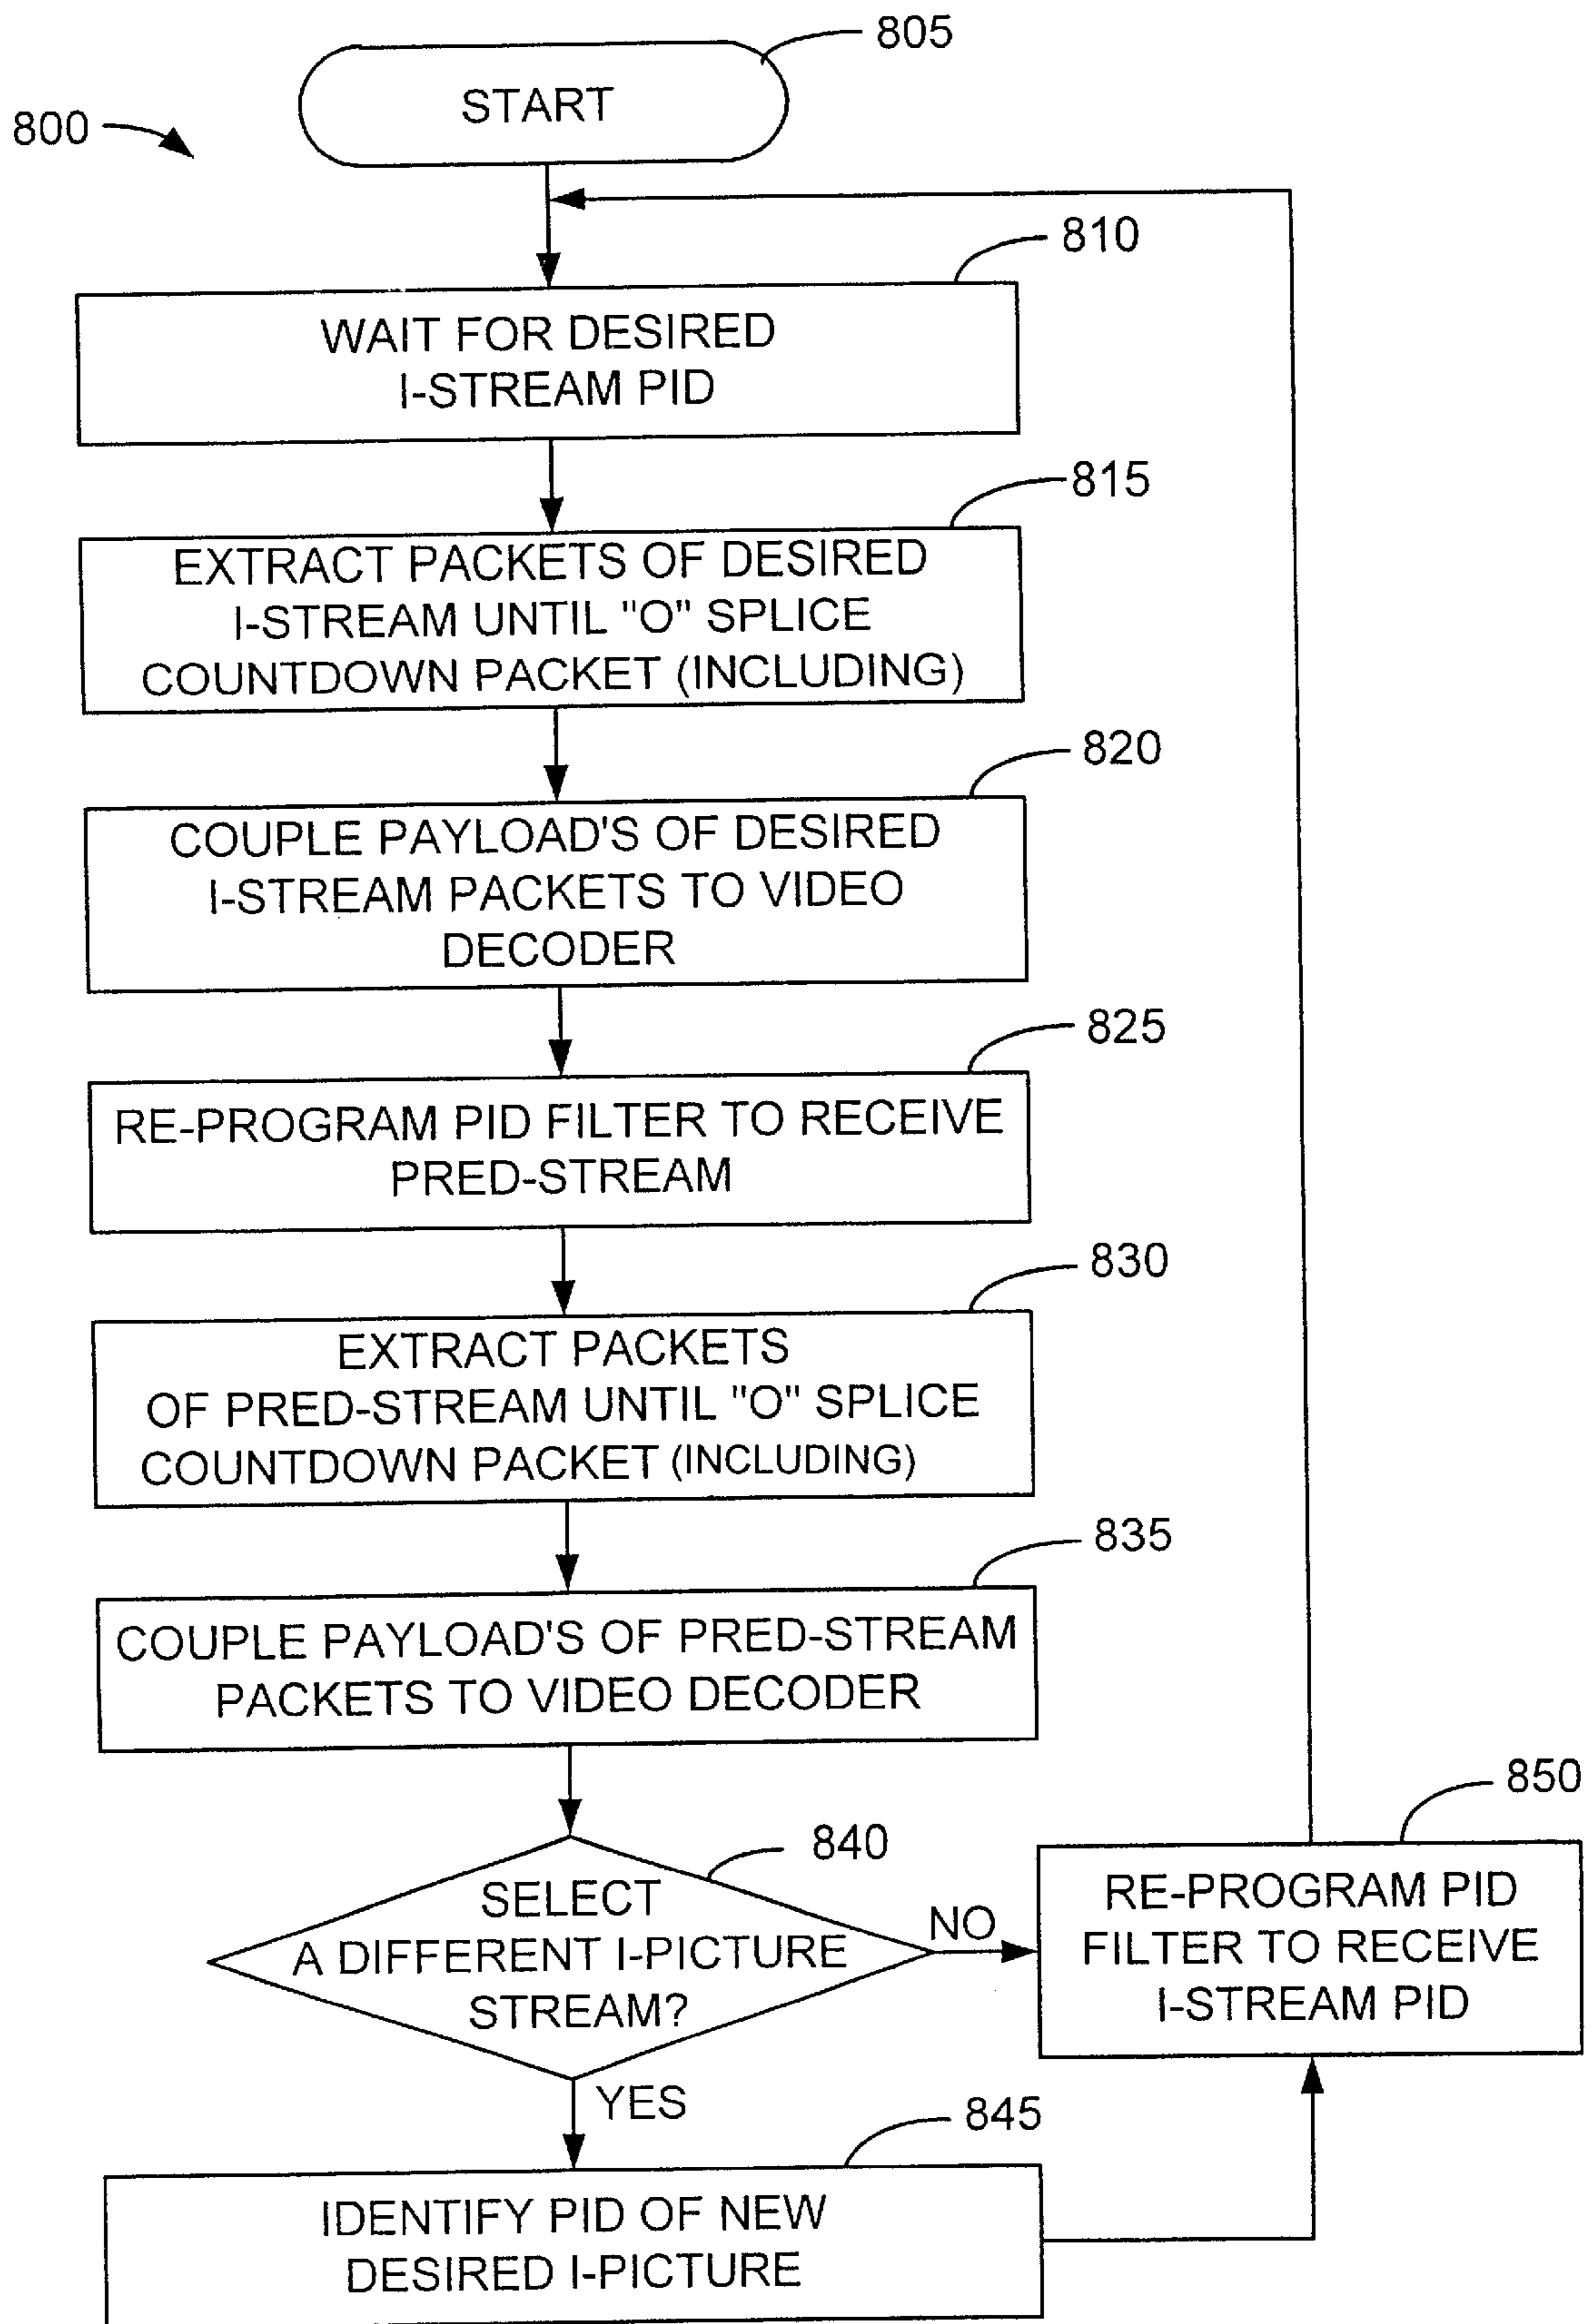 805
START
800
810
WAIT FOR DESIRED
I-STREAM PID
815
EXTRACT PACKETS OF DESIRED
I-STREAM UNTIL "O" SPLICE
COUNTDOWN PACKET (INCLUDING)
820
COUPLE PAYLOAD'S OF DESIRED
I-STREAM PACKETS TO VIDEO
DECODER
825
RE-PROGRAM PID FILTER TO RECEIVE
PRED-STREAM
830
EXTRACT PACKETS
OF PRED-STREAM UNTIL "O" SPLICE
COUNTDOWN PACKET (INCLUDING)
835
COUPLE PAYLOAD'S OF PRED-STREAM
PACKETS TO VIDEO DECODER
840
SELECT
A DIFFERENT I-PICTURE
STREAM?
NO
850
RE-PROGRAM PID
FILTER TO RECEIVE
I-STREAM PID
YES
845
IDENTIFY PID OF NEW
DESIRED I-PICTURE